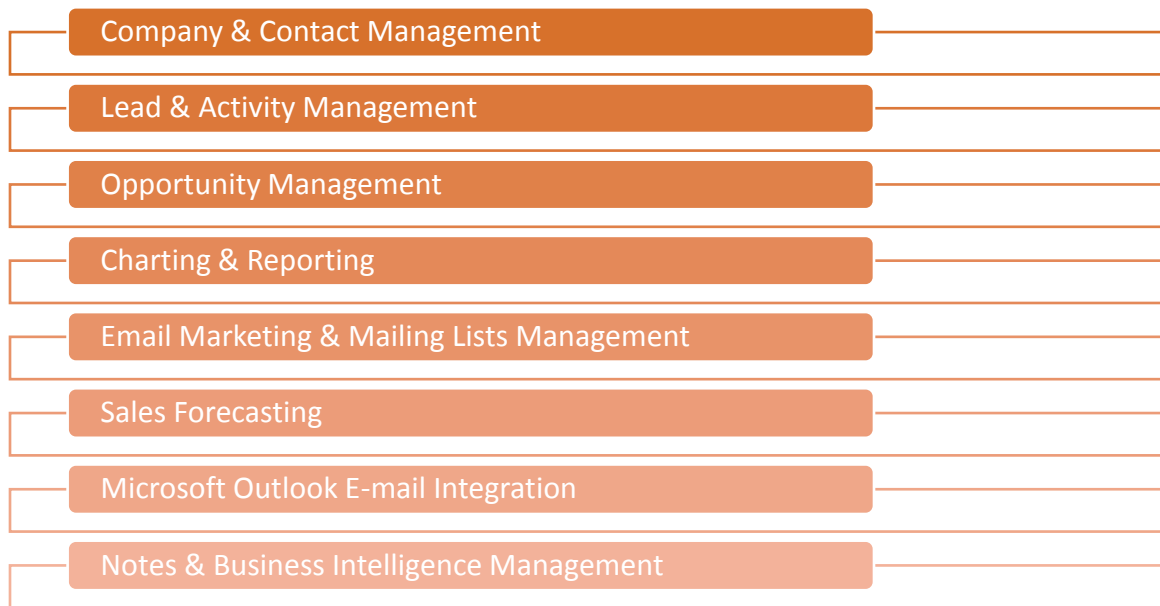 Company & Contact Management
Lead & Activity Management
Opportunity Management
Charting & Reporting
Email Marketing & Mailing Lists Management
Sales Forecasting
Microsoft Outlook E-mail Integration
Notes & Business Intelligence Management